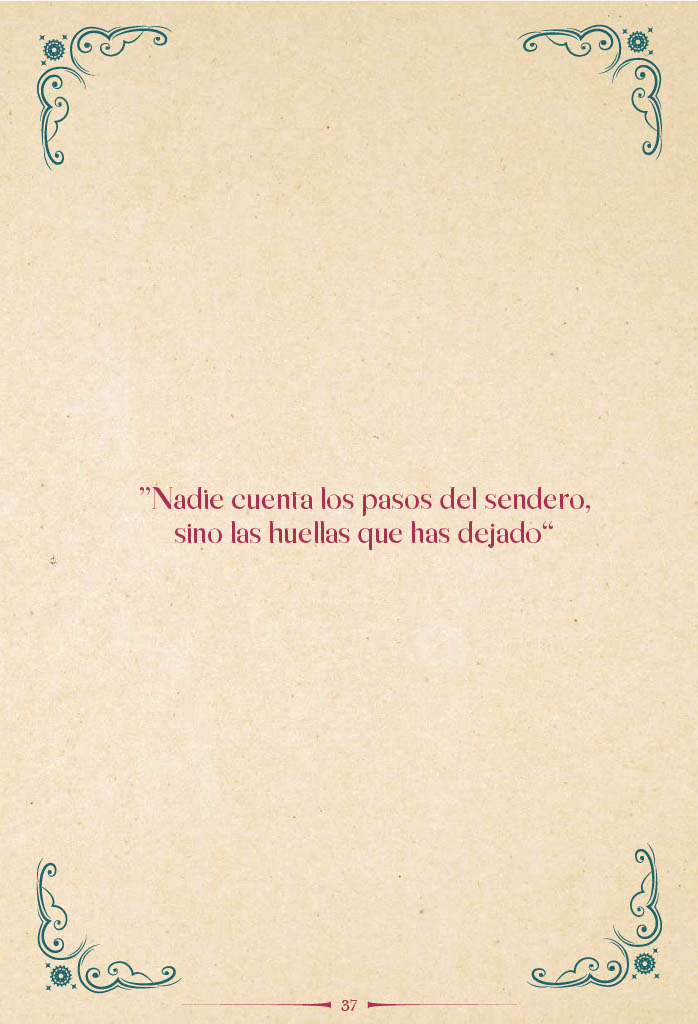 ”Nadie cuenta los pasos del sendero,
sino las huellas que has dejado“
37